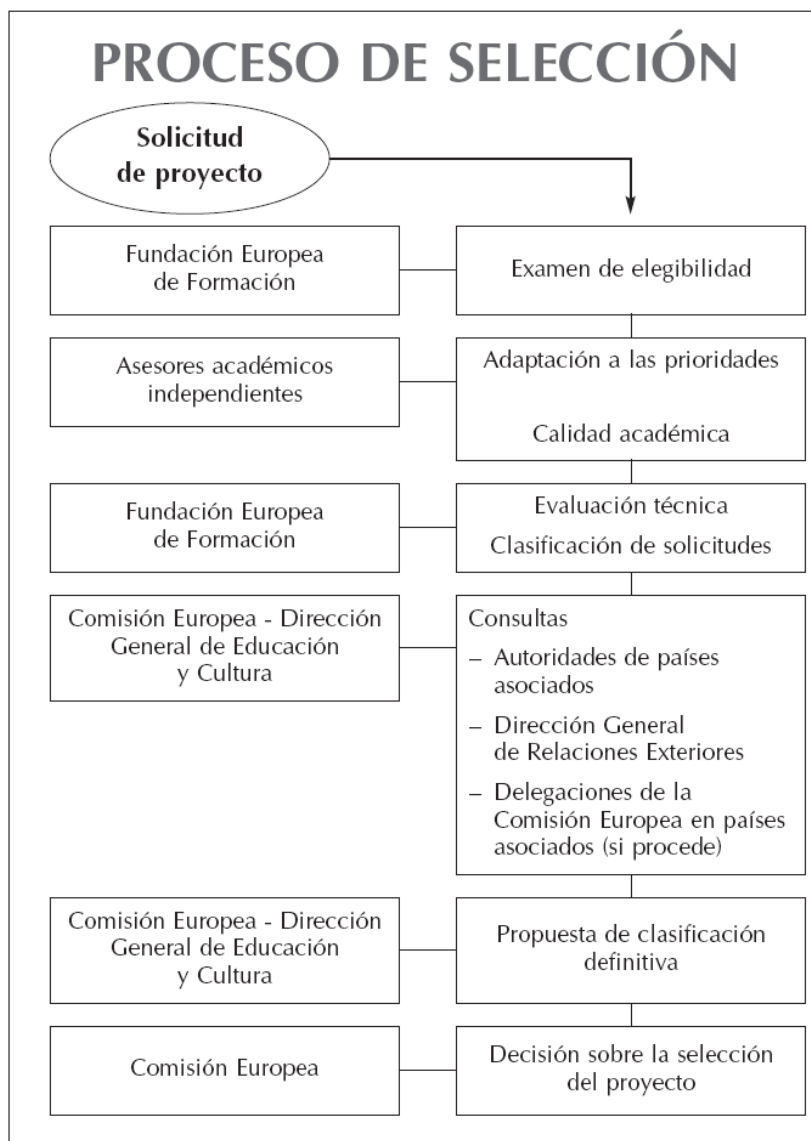 PROCESO DE SELECCIÓN
Solicitud
de proyecto
Fundación Europea
de Formación
Examen de elegibilidad
Asesores académicos
independientes
Adaptación a las prioridades
Calidad académica
Fundación Europea
de Formación
Evaluación técnica
Clasificación de solicitudes
Comisión Europea - Dirección
General de Educación
y Cultura
Consultas
– Autoridades de países
asociados
– Dirección General
de Relaciones Exteriores
– Delegaciones de la
Comisión Europea en países
asociados (si procede)
Comisión Europea - Dirección
General de Educación
y Cultura
Propuesta de clasificación
definitiva
Comisión Europea
Decisión sobre la selección
del proyecto